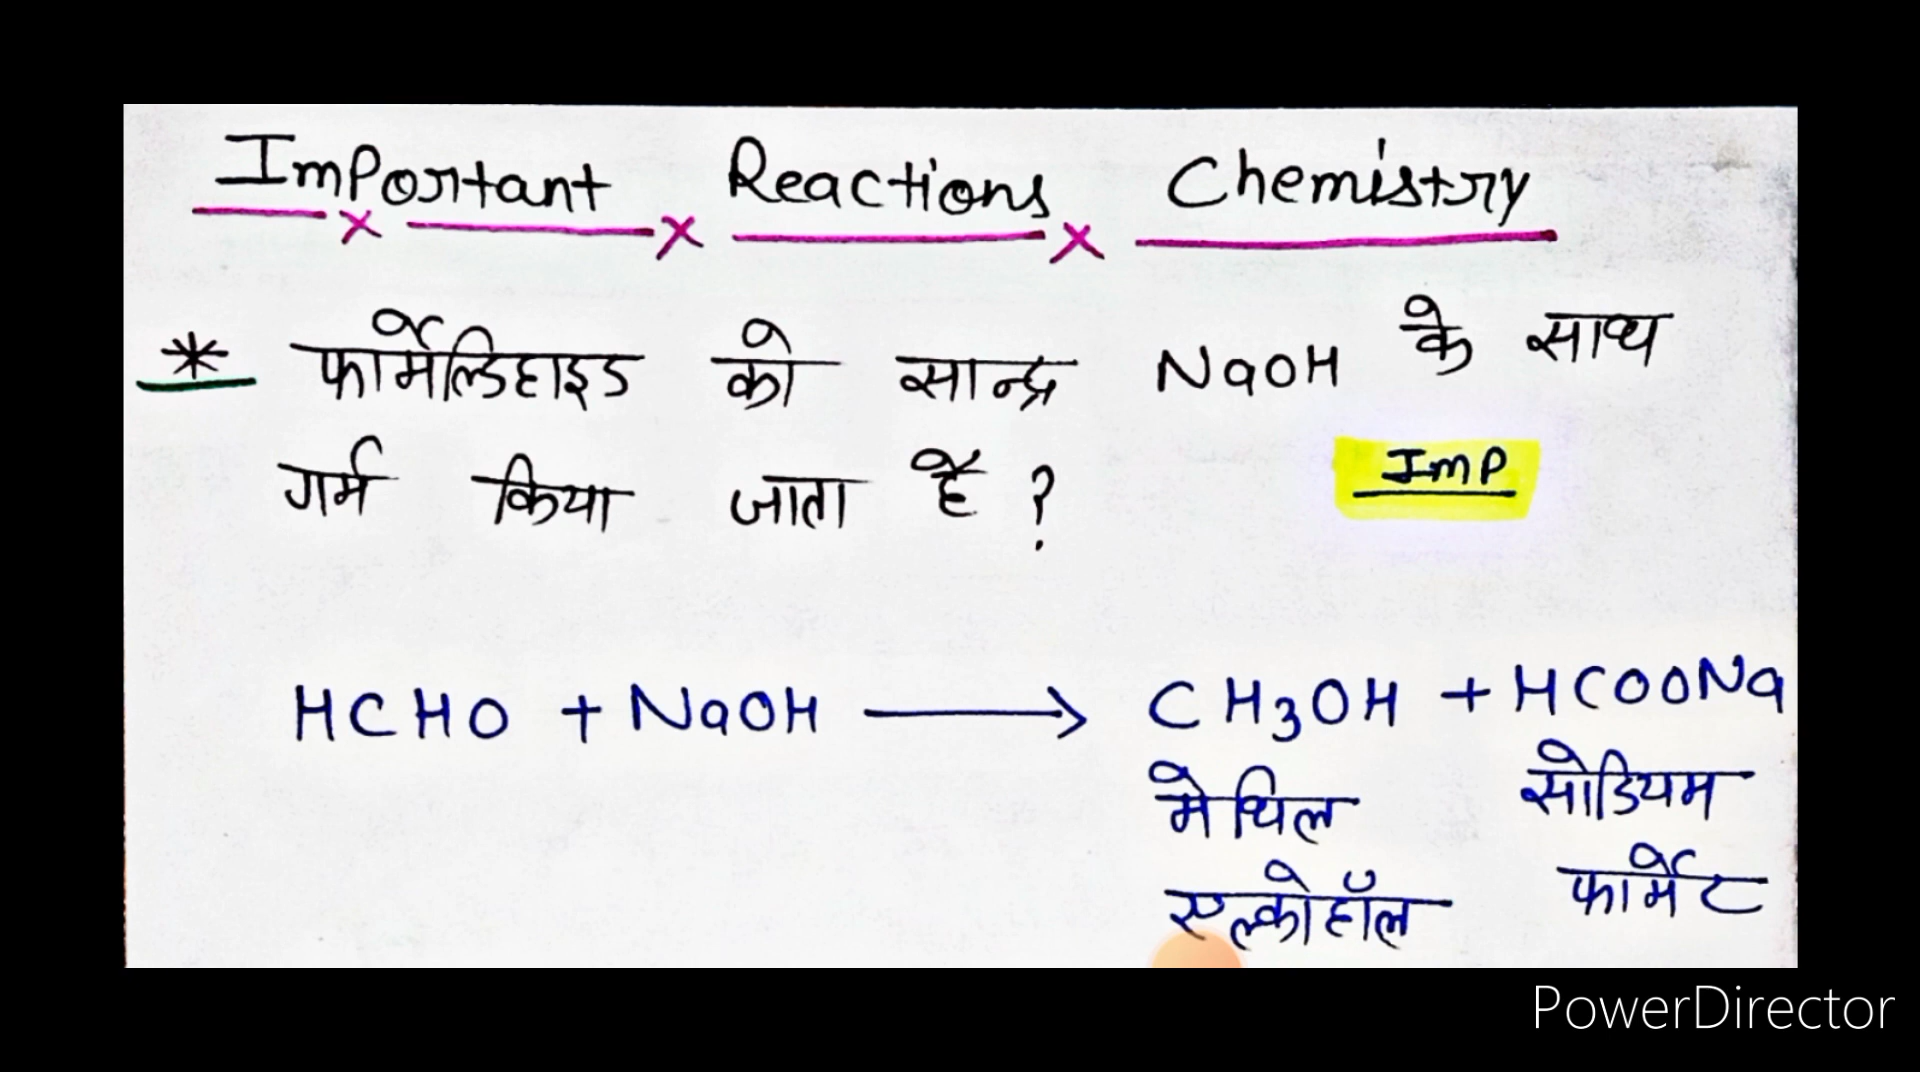 ImPortant Reactions Chemistry
* फार्मेल्डिहाइड को सान्द्र NaOH के साथ
गर्म किया जाता है ?
Imp
HCHO + NaOH ⟶ CH3OH + HCOONa
मेथिल सोडियम
एल्कोहॉल फार्मेट
PowerDirector